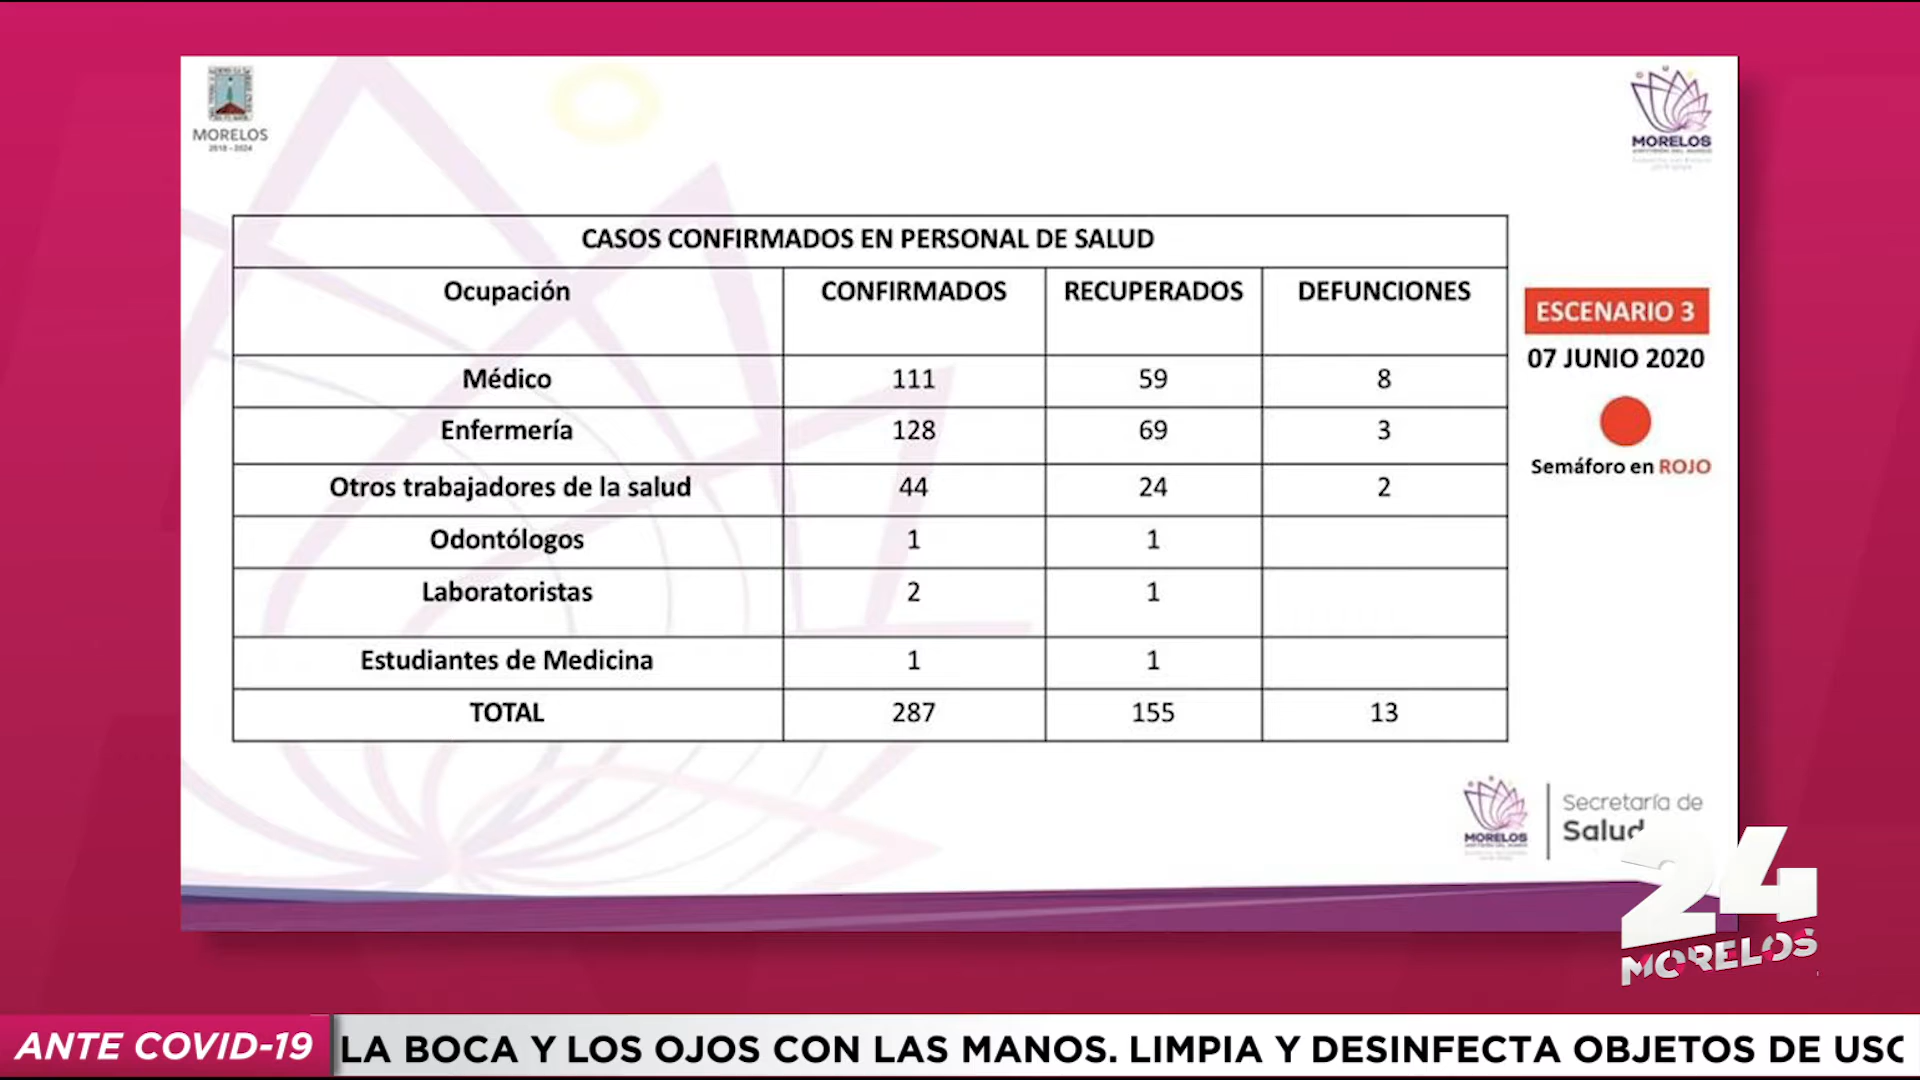 MORELOS
2018 - 2024
MORELOS
CASOS CONFIRMADOS EN PERSONAL DE SALUD
Ocupación CONFIRMADOS RECUPERADOS DEFUNCIONES
Médico 111 59 8
Enfermería 128 69 3
Otros trabajadores de la salud 44 24 2
Odontólogos 1 1
Laboratoristas 2 1
Estudiantes de Medicina 1 1
TOTAL 287 155 13
ESCENARIO 3
07 JUNIO 2020
Semáforo en ROJO
MORELOS
Secretaría de
Salud
24
MORELOS
ANTE COVID-19 LA BOCA Y LOS OJOS CON LAS MANOS. LIMPIA Y DESINFECTA OBJETOS DE USO